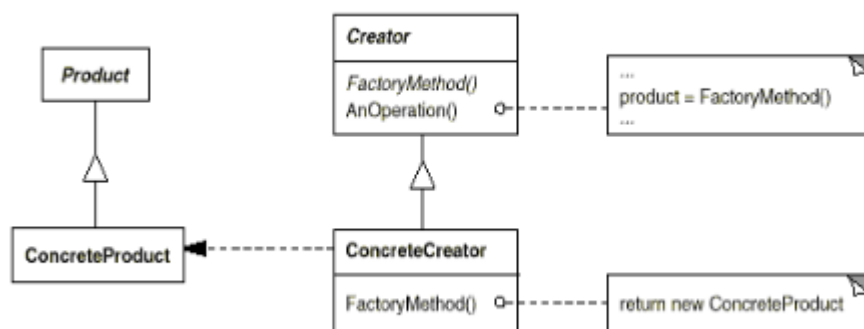 Product
ConcreteProduct
Creator
FactoryMethod()
AnOperation()
...
product = FactoryMethod()
...
ConcreteCreator
FactoryMethod()
return new ConcreteProduct